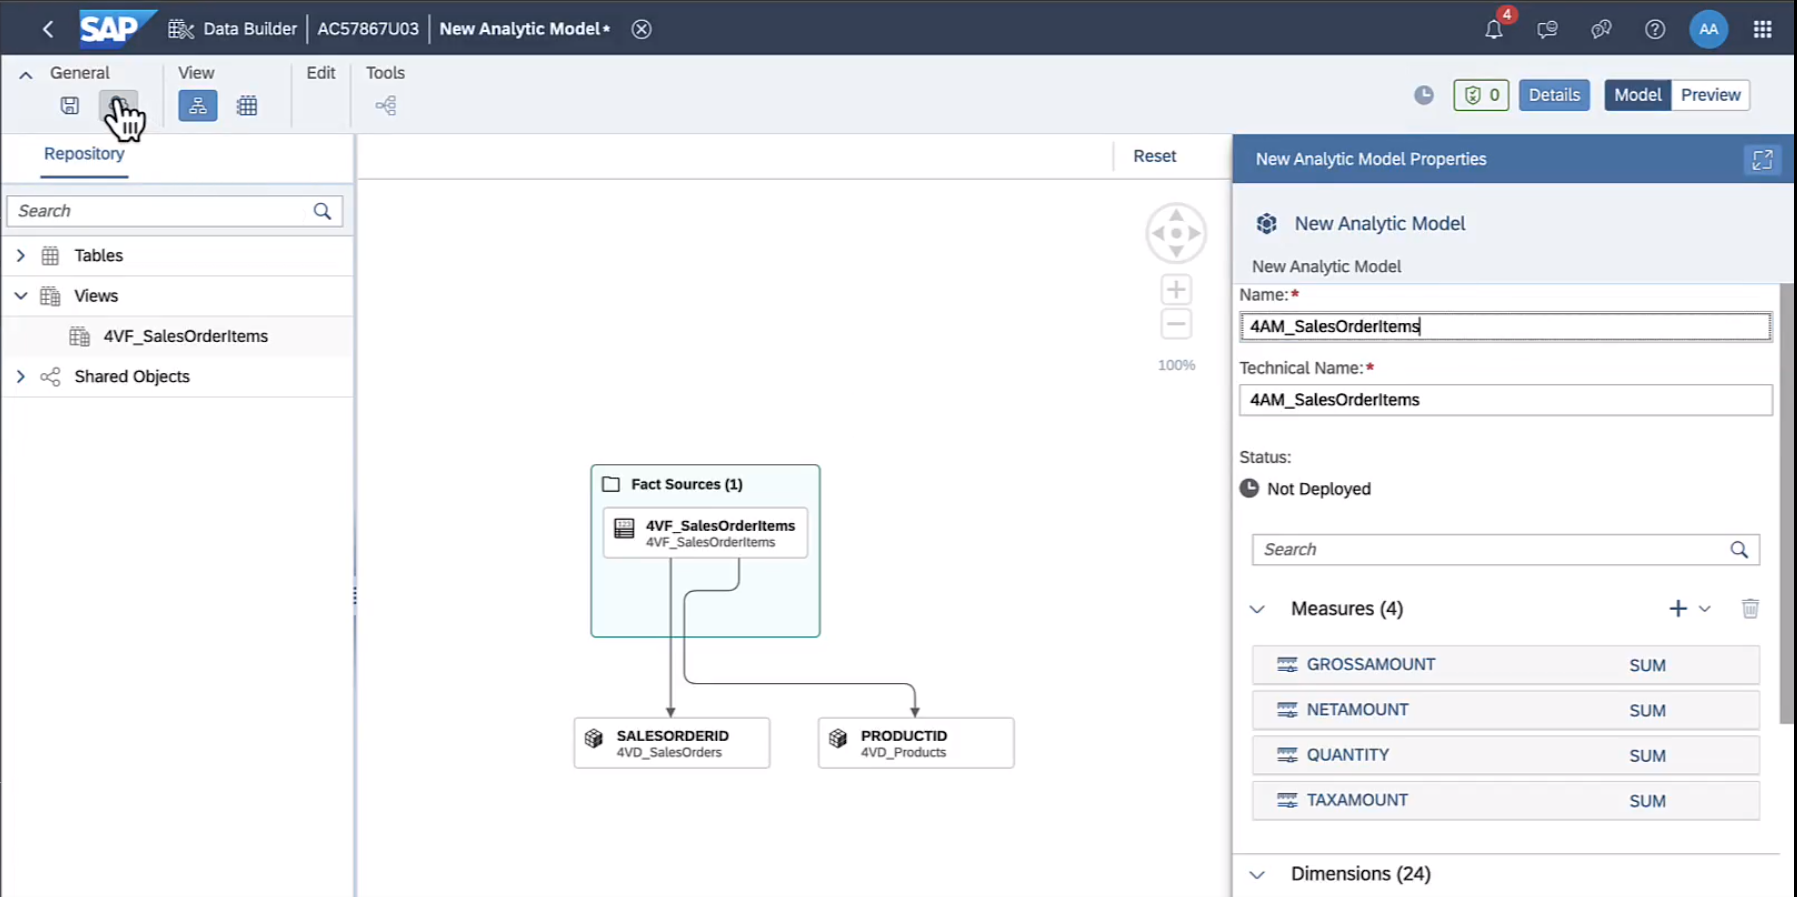 SAP Data Builder AC57867U03 New Analytic Model*
4
AA
General View Edit Tools
0 Details Model Preview
Repository
Reset
New Analytic Model Properties
Search
Tables
Views
4VF_SalesOrderItems
Shared Objects
100%
Fact Sources (1)
4VF_SalesOrderItems
4VF_SalesOrderItems
SALESORDERID
4VD_SalesOrders
PRODUCTID
4VD_Products
New Analytic Model
New Analytic Model
Name:*
4AM_SalesOrderItems
Technical Name:*
4AM_SalesOrderItems
Status:
Not Deployed
Search
Measures (4)
GROSSAMOUNT SUM
NETAMOUNT SUM
QUANTITY SUM
TAXAMOUNT SUM
Dimensions (24)